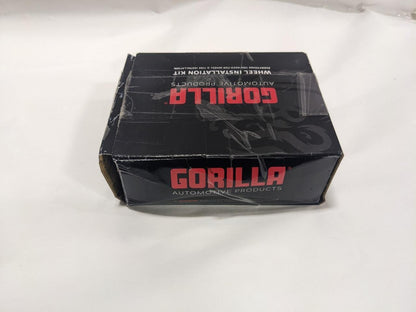 GORILLA
AUTOMOTIVE PRODUCTS
WHEEL INSTALLATION KIT
GORILLA
AUTOMOTIVE PRODUCTS